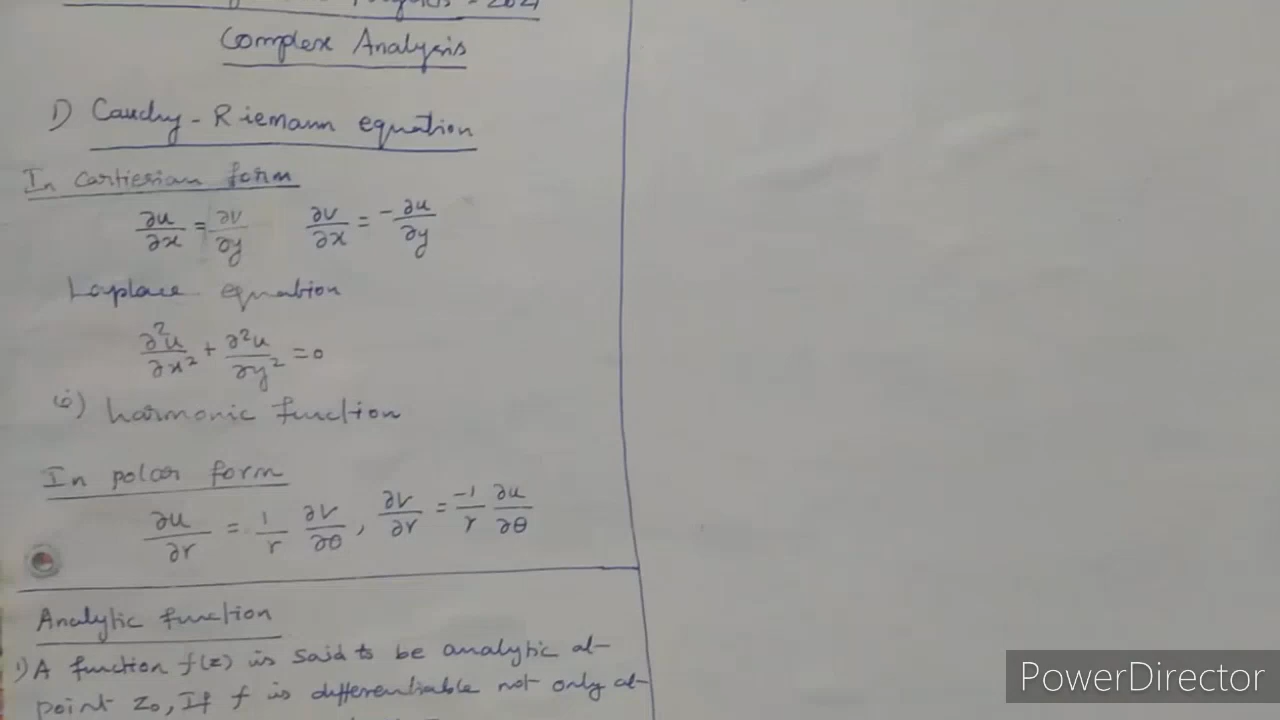 Complex Analysis
1) Cauchy-Riemann equation
In cartiesian form
∂u/∂x = ∂v/∂y   ∂v/∂x = -∂u/∂y
Laplace equation
∂²u/∂x² + ∂²u/∂y² = 0
harmonic function
In polar form
∂u/∂r = 1/r ∂v/∂θ, ∂v/∂r = -1/r ∂u/∂θ
Analytic function
1) A function f(z) is said to be analytic at
point z₀, If f is differentiable not only at
PowerDirector